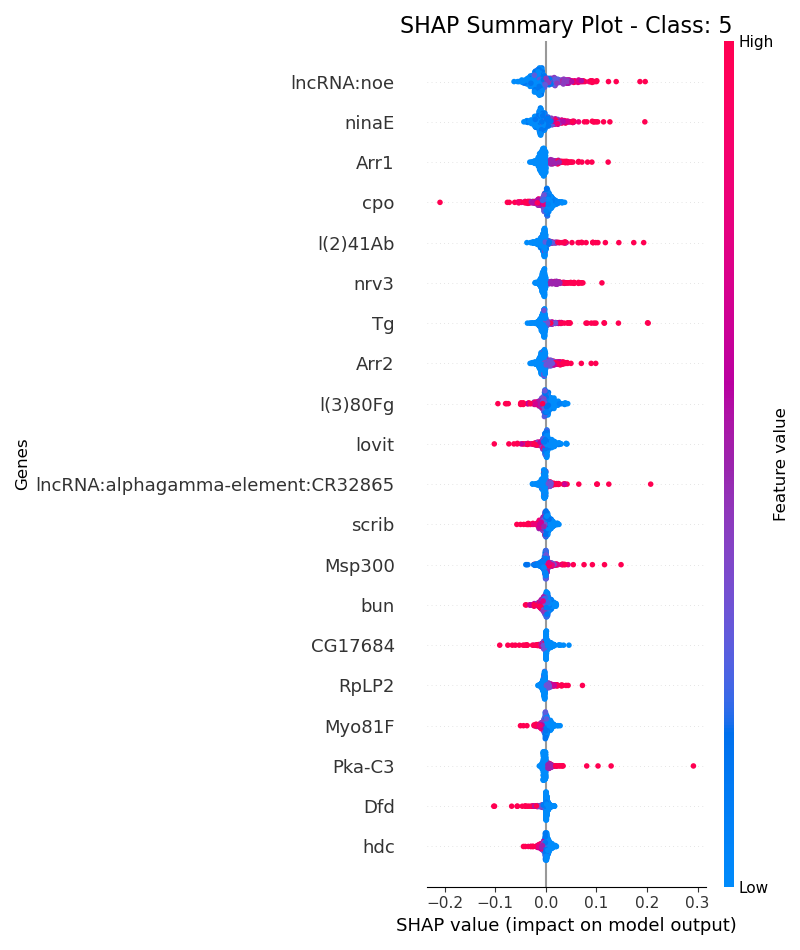 SHAP Summary Plot - Class: 5
High
lncRNA:noe
ninaE
Arr1
cpo
l(2)41Ab
nrv3
Tg
Arr2
l(3)80Fg
lovit
lncRNA:alphagamma-element:CR32865
scrib
Msp300
bun
CG17684
RpLP2
Myo81F
Pka-C3
Dfd
hdc
Genes
Feature value
Low
−0.2 −0.1 0.0 0.1 0.2 0.3
SHAP value (impact on model output)